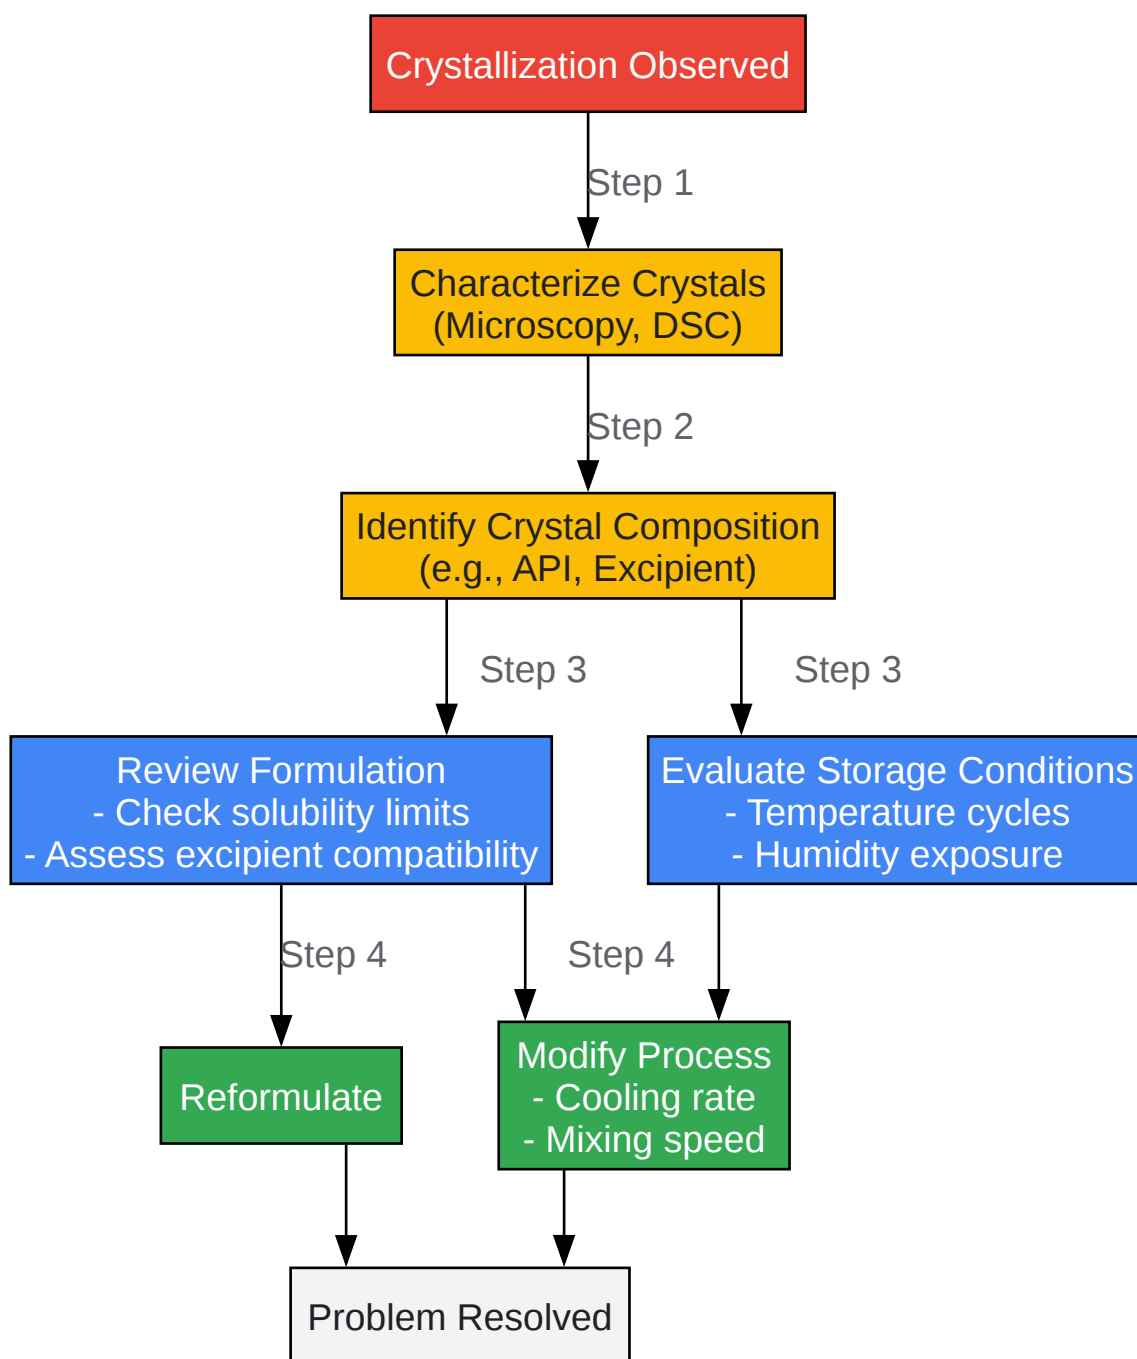 Crystallization Observed
Step 1
Characterize Crystals
(Microscopy, DSC)
Step 2
Identify Crystal Composition
(e.g., API, Excipient)
Step 3
Step 3
Review Formulation
- Check solubility limits
- Assess excipient compatibility
Evaluate Storage Conditions
- Temperature cycles
- Humidity exposure
Step 4
Step 4
Reformulate
Modify Process
- Cooling rate
- Mixing speed
Problem Resolved